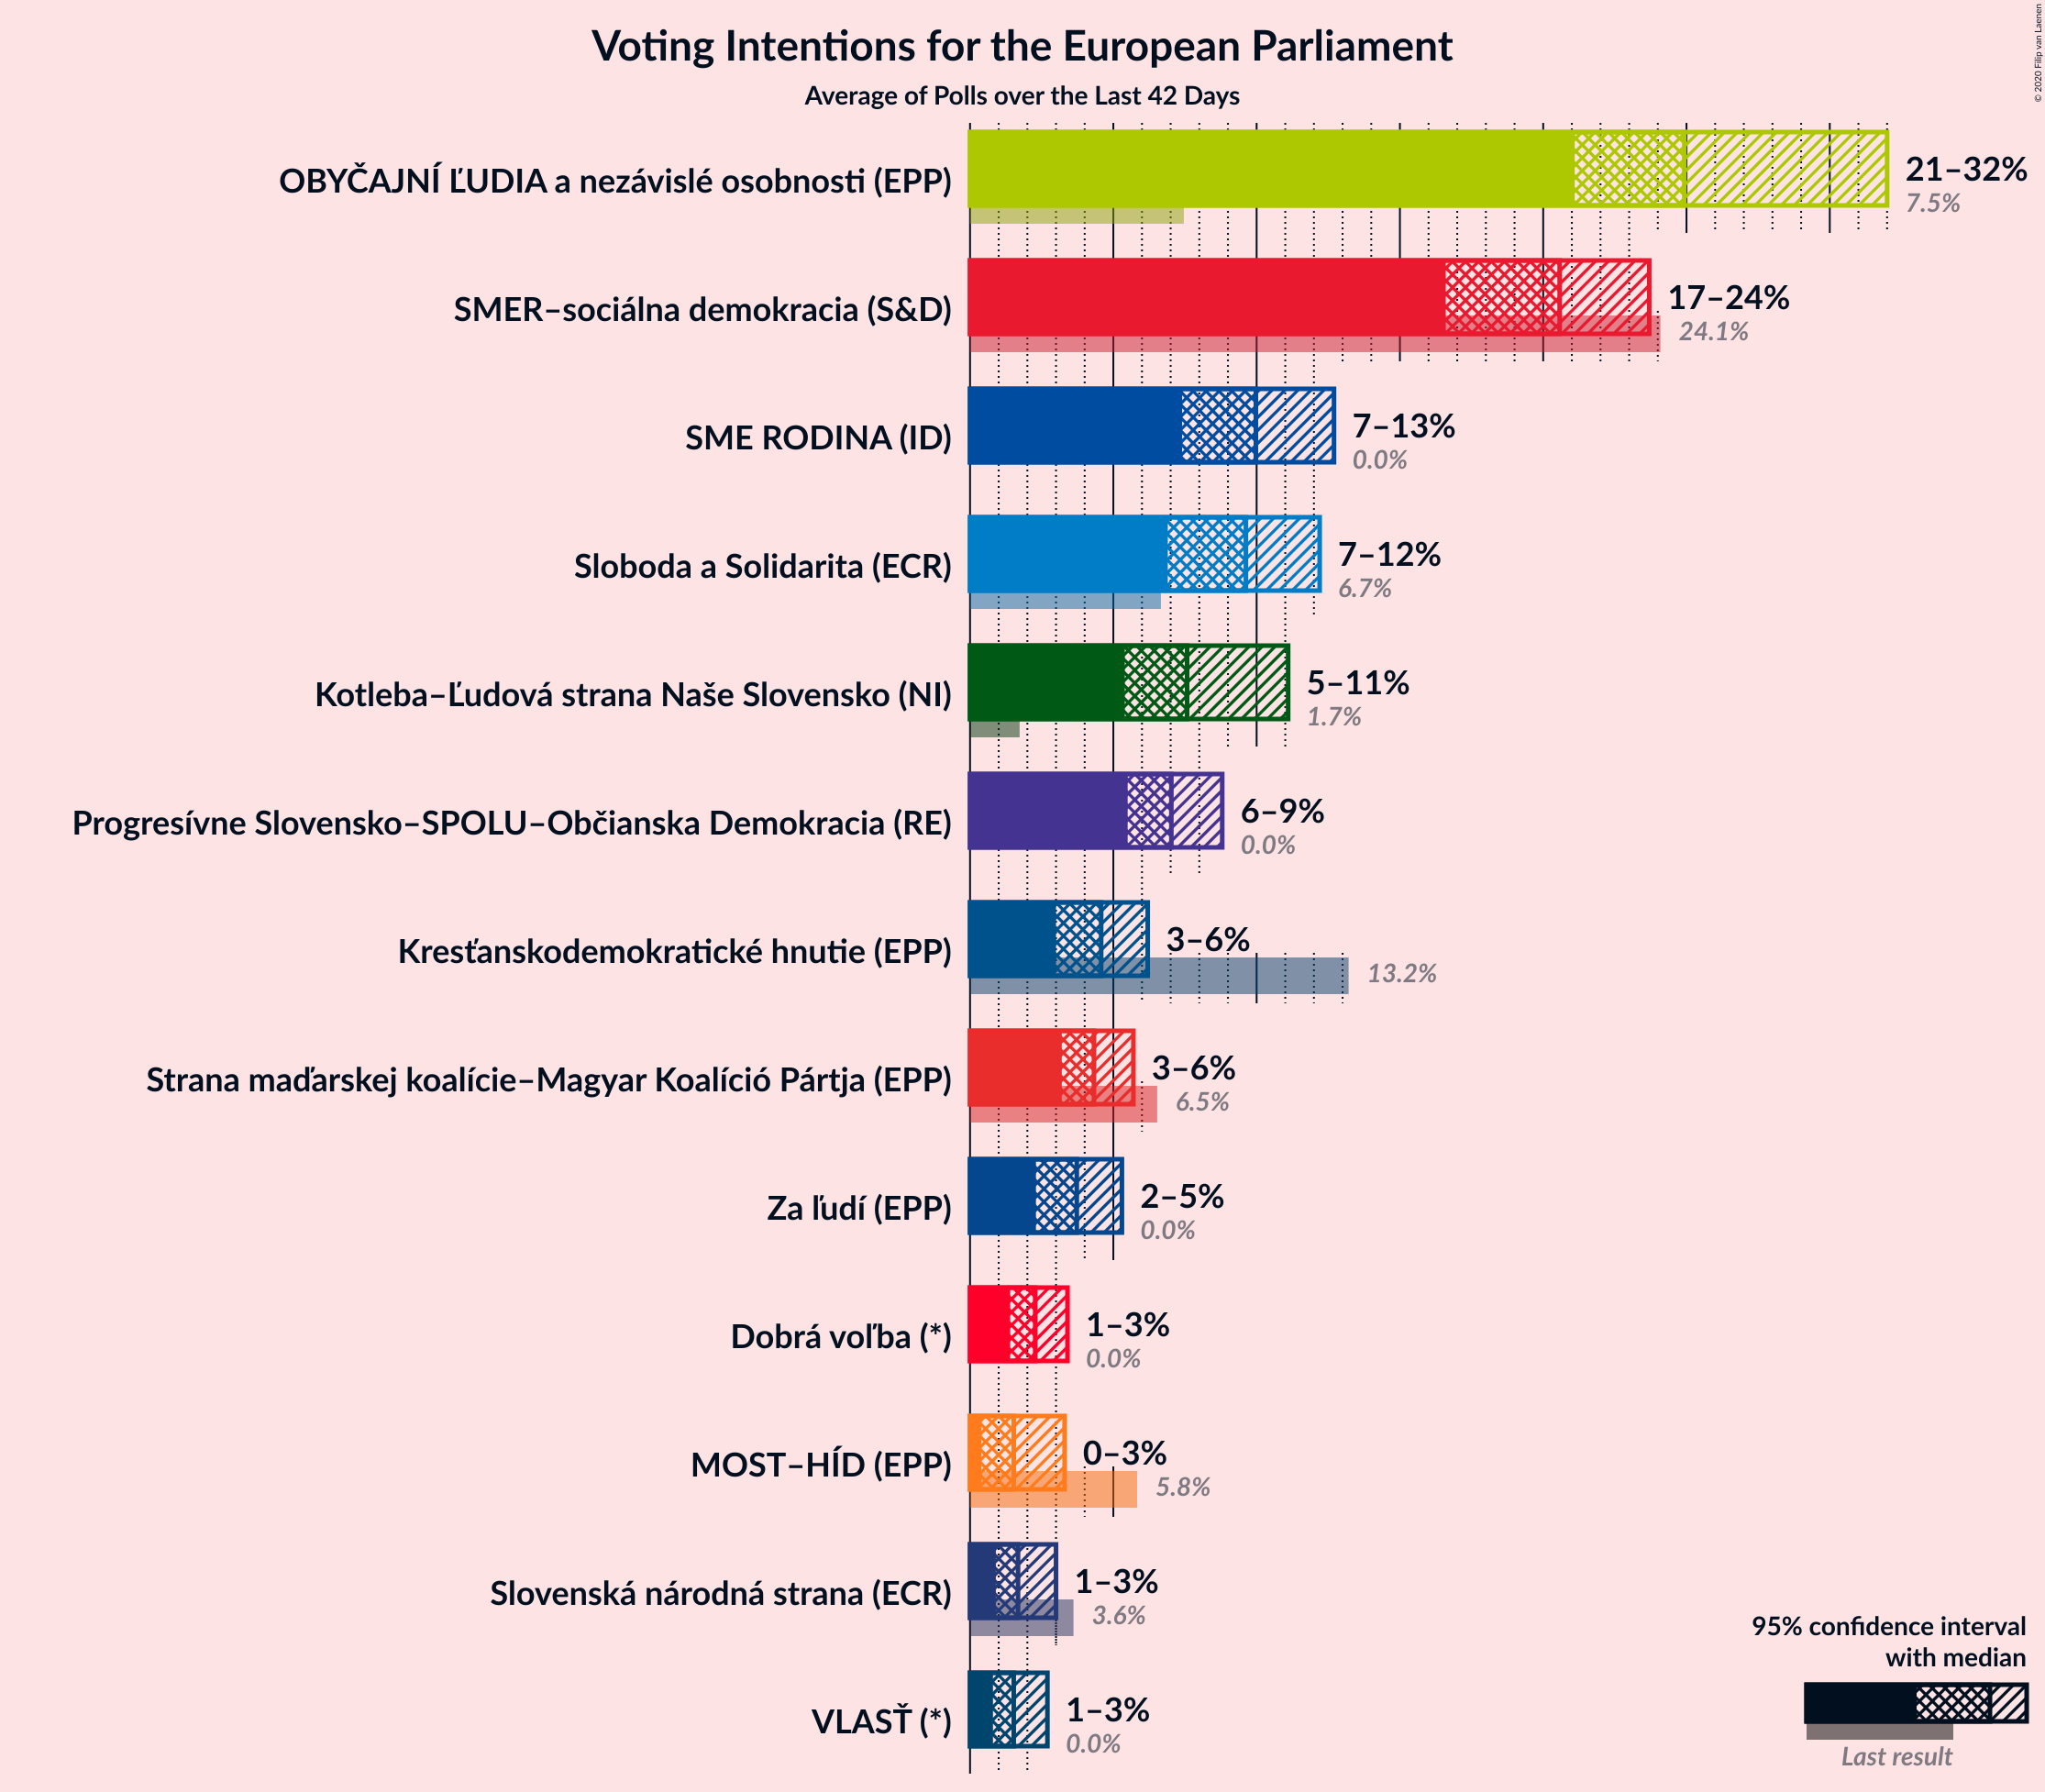 Voting Intentions for the European Parliament
Average of Polls over the Last 42 Days
© 2020 Filip van Laenen
OBYČAJNÍ ĽUDIA a nezávislé osobnosti (EPP)
21–32%
7.5%
SMER–sociálna demokracia (S&D)
17–24%
24.1%
SME RODINA (ID)
7–13%
0.0%
Sloboda a Solidarita (ECR)
7–12%
6.7%
Kotleba–Ľudová strana Naše Slovensko (NI)
5–11%
1.7%
Progresívne Slovensko–SPOLU–Občianska Demokracia (RE)
6–9%
0.0%
Kresťanskodemokratické hnutie (EPP)
3–6%
13.2%
Strana maďarskej koalície–Magyar Koalíció Pártja (EPP)
3–6%
6.5%
Za ľudí (EPP)
2–5%
0.0%
Dobrá voľba (*)
1–3%
0.0%
MOST–HÍD (EPP)
0–3%
5.8%
Slovenská národná strana (ECR)
1–3%
3.6%
VLASŤ (*)
1–3%
0.0%
95% confidence interval
with median
Last result